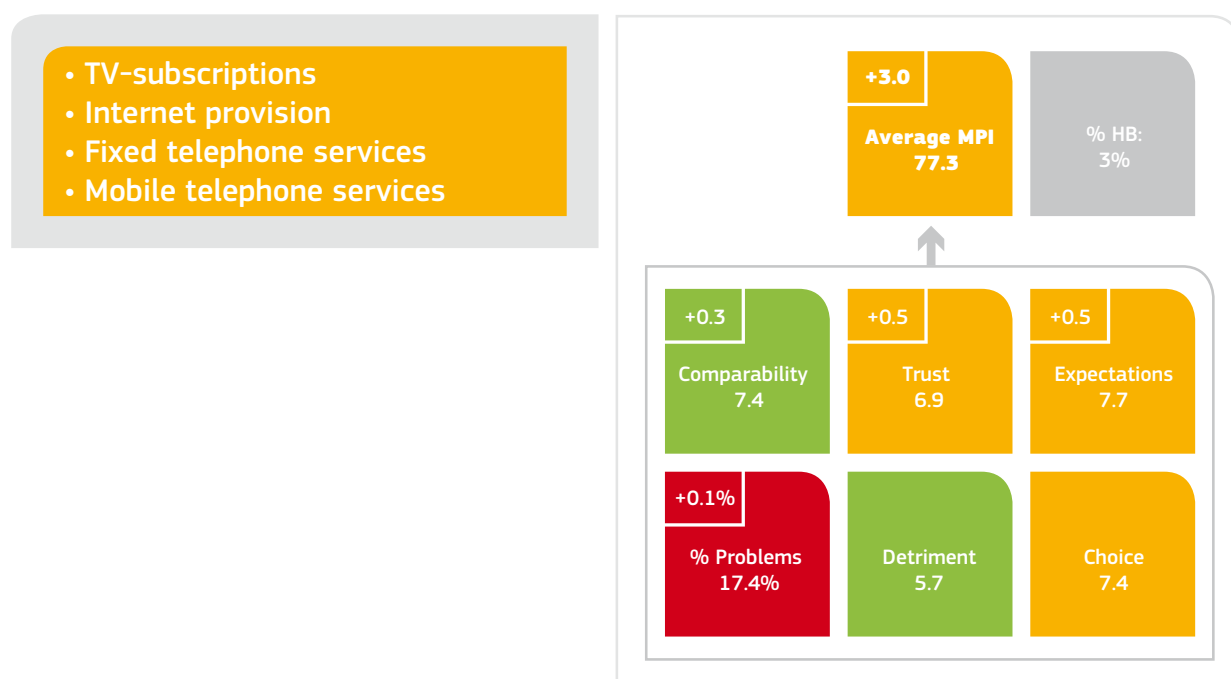 • TV-subscriptions
• Internet provision
• Fixed telephone services
• Mobile telephone services
+3.0
Average MPI
77.3
% HB:
3%
+0.3
Comparability
7.4
+0.5
Trust
6.9
+0.5
Expectations
7.7
+0.1%
% Problems
17.4%
Detriment
5.7
Choice
7.4